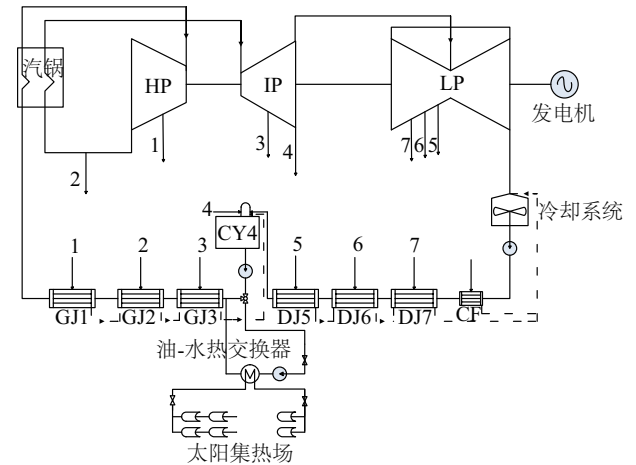 汽锅
HP
IP
LP
发电机
1
2
3
4
7
6
5
冷却系统
4
CY4
1
2
3
5
6
7
GJ1
GJ2
GJ3
DJ5
DJ6
DJ7
CF
油-水热交换器
M
太阳集热场